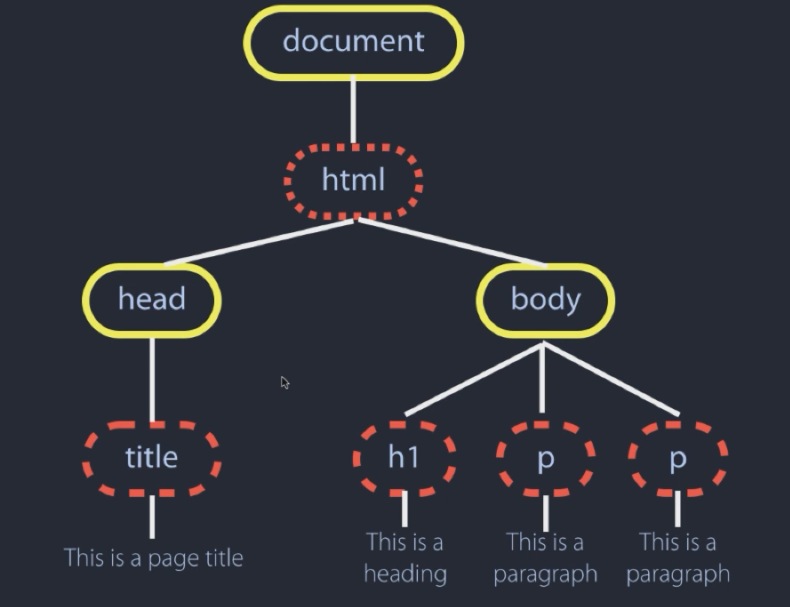 document
html
head
body
title
h1
p
p
This is a page title
This is a
heading
This is a
paragraph
This is a
paragraph